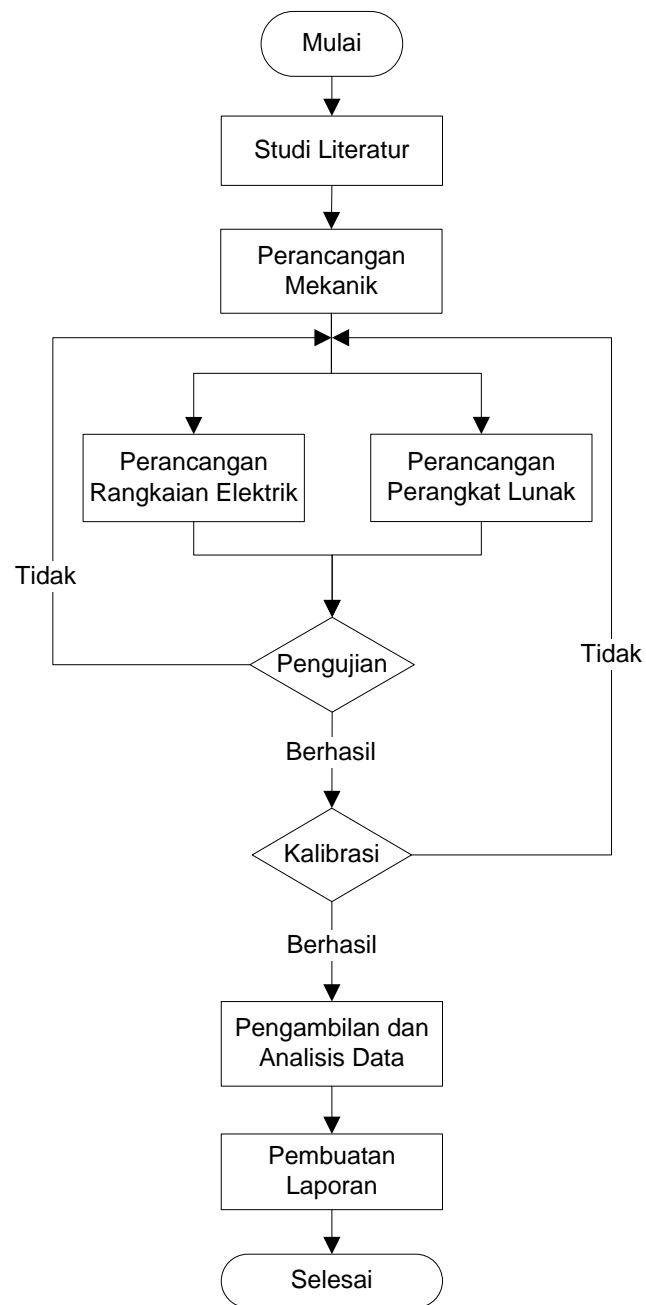 Mulai
Studi Literatur
Perancangan
Mekanik
Perancangan
Rangkaian Elektrik
Perancangan
Perangkat Lunak
Tidak
Pengujian
Tidak
Berhasil
Kalibrasi
Berhasil
Pengambilan dan
Analisis Data
Pembuatan
Laporan
Selesai